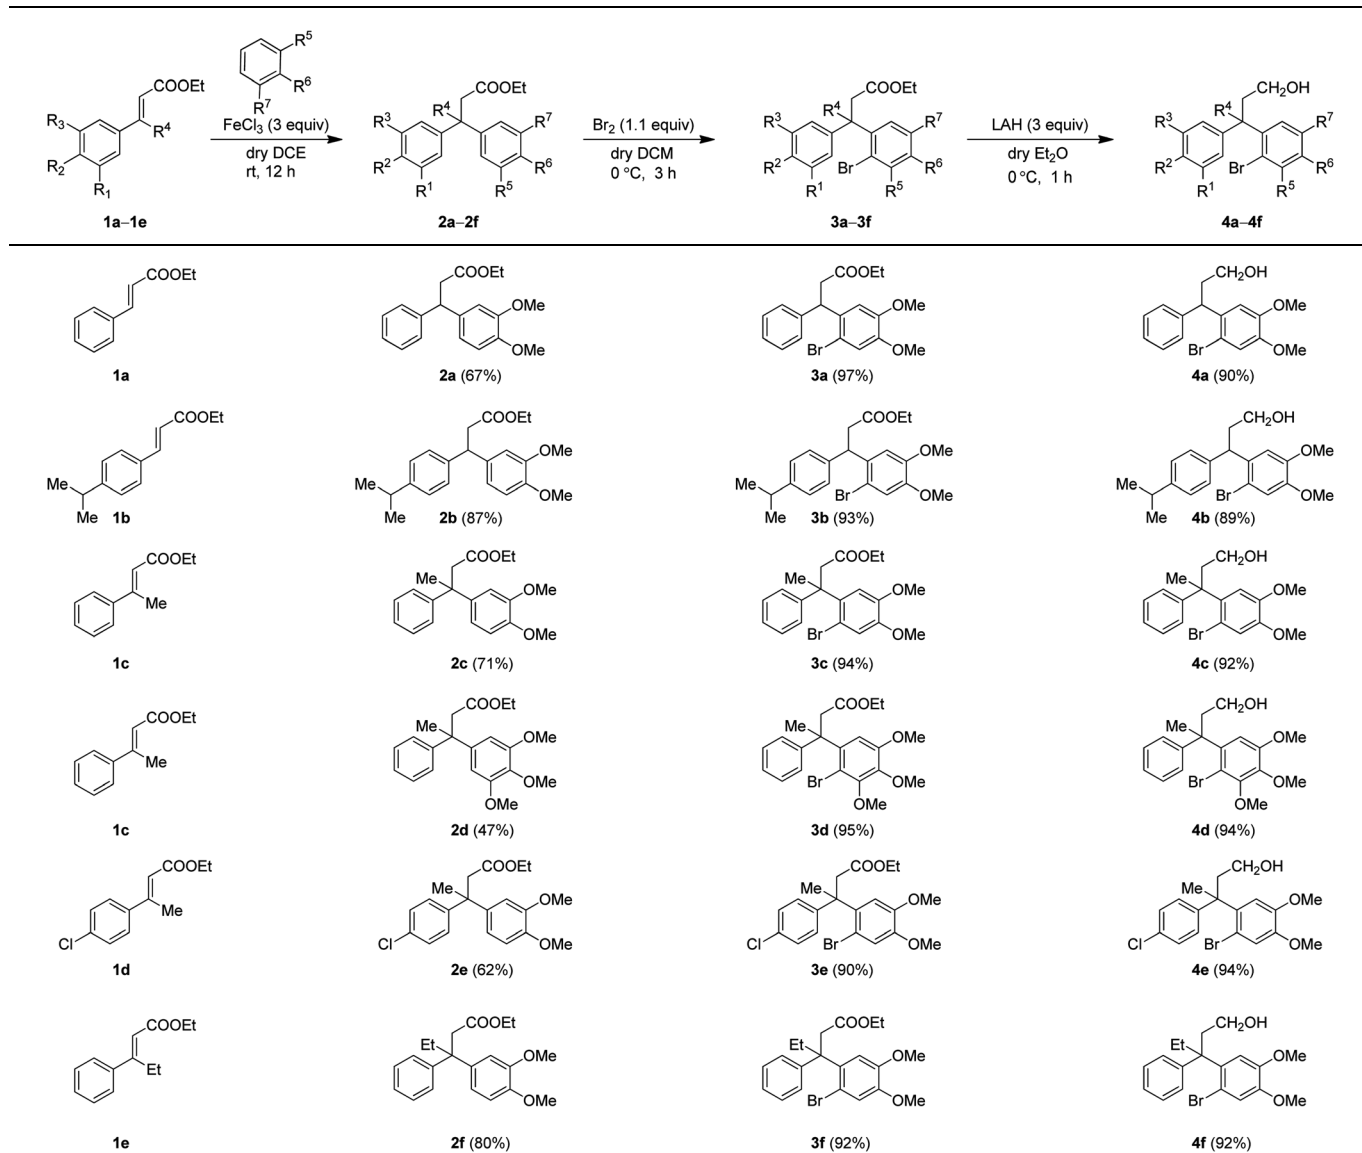 R⁵
R⁶
R⁷
COOEt
R₃
R⁴
R₂
R₁
FeCl₃ (3 equiv)
dry DCE
rt, 12 h
COOEt
R⁴
R³
R⁷
R²
R⁶
R¹
R⁵
Br₂ (1.1 equiv)
dry DCM
0 °C, 3 h
COOEt
R⁴
R³
R⁷
R²
Br
R⁶
R¹
R⁵
LAH (3 equiv)
dry Et₂O
0 °C, 1 h
CH₂OH
R⁴
R³
R⁷
R²
Br
R⁶
R¹
R⁵
1a–1e
2a–2f
3a–3f
4a–4f
COOEt
1a
COOEt
OMe
OMe
2a (67%)
COOEt
OMe
Br
OMe
3a (97%)
CH₂OH
OMe
Br
OMe
4a (90%)
COOEt
Me
Me
1b
COOEt
OMe
Me
OMe
Me
2b (87%)
COOEt
OMe
Me
Br
OMe
Me
3b (93%)
CH₂OH
OMe
Me
Br
OMe
Me
4b (89%)
COOEt
Me
1c
COOEt
Me
OMe
OMe
2c (71%)
COOEt
Me
OMe
Br
OMe
3c (94%)
CH₂OH
Me
OMe
Br
OMe
4c (92%)
COOEt
Me
1c
COOEt
Me
OMe
OMe
OMe
2d (47%)
COOEt
Me
OMe
Br
OMe
OMe
3d (95%)
CH₂OH
Me
OMe
Br
OMe
OMe
4d (94%)
COOEt
Me
Cl
1d
COOEt
Me
OMe
Cl
OMe
2e (62%)
COOEt
Me
OMe
Cl
Br
OMe
3e (90%)
CH₂OH
Me
OMe
Cl
Br
OMe
4e (94%)
COOEt
Et
1e
COOEt
Et
OMe
OMe
2f (80%)
COOEt
Et
OMe
Br
OMe
3f (92%)
CH₂OH
Et
OMe
Br
OMe
4f (92%)